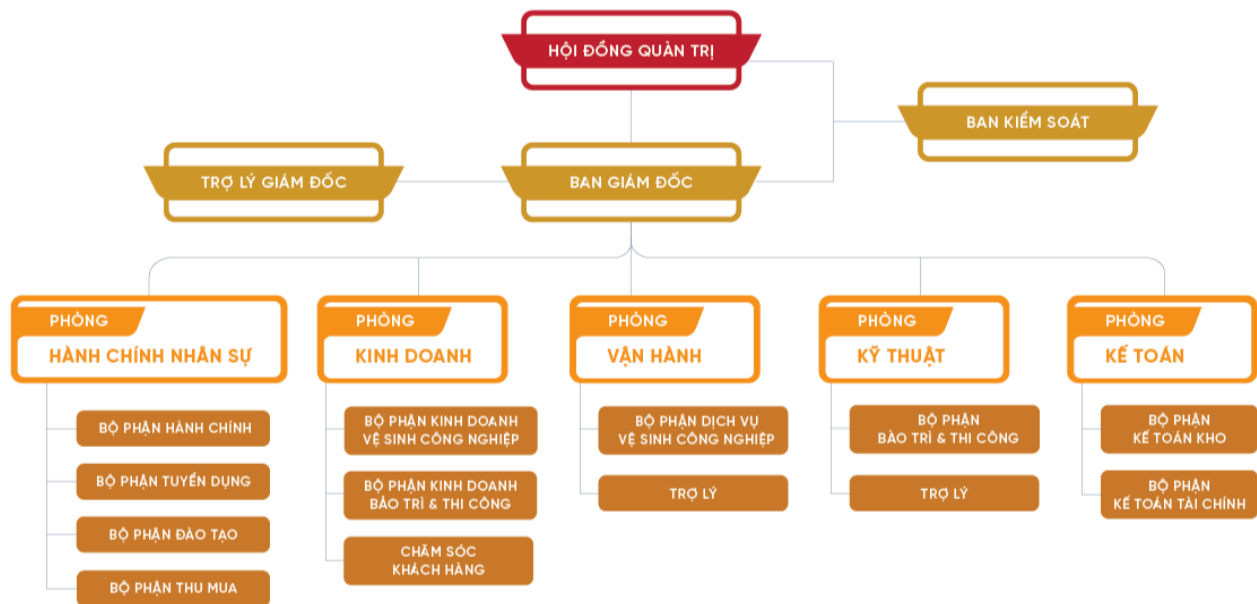 HỘI ĐỒNG QUẢN TRỊ
BAN KIỂM SOÁT
TRỢ LÝ GIÁM ĐỐC
BAN GIÁM ĐỐC
PHÒNG
HÀNH CHÍNH NHÂN SỰ
BỘ PHẬN HÀNH CHÍNH
BỘ PHẬN TUYỂN DỤNG
BỘ PHẬN ĐÀO TẠO
BỘ PHẬN THU MUA
PHÒNG
KINH DOANH
BỘ PHẬN KINH DOANH
VỆ SINH CÔNG NGHIỆP
BỘ PHẬN KINH DOANH
BẢO TRÌ & THI CÔNG
CHĂM SÓC
KHÁCH HÀNG
PHÒNG
VẬN HÀNH
BỘ PHẬN DỊCH VỤ
VỆ SINH CÔNG NGHIỆP
TRỢ LÝ
PHÒNG
KỸ THUẬT
BỘ PHẬN
BÀO TRÌ & THI CÔNG
TRỢ LÝ
PHÒNG
KẾ TOÁN
BỘ PHẬN
KẾ TOÁN KHO
BỘ PHẬN
KẾ TOÁN TÀI CHÍNH